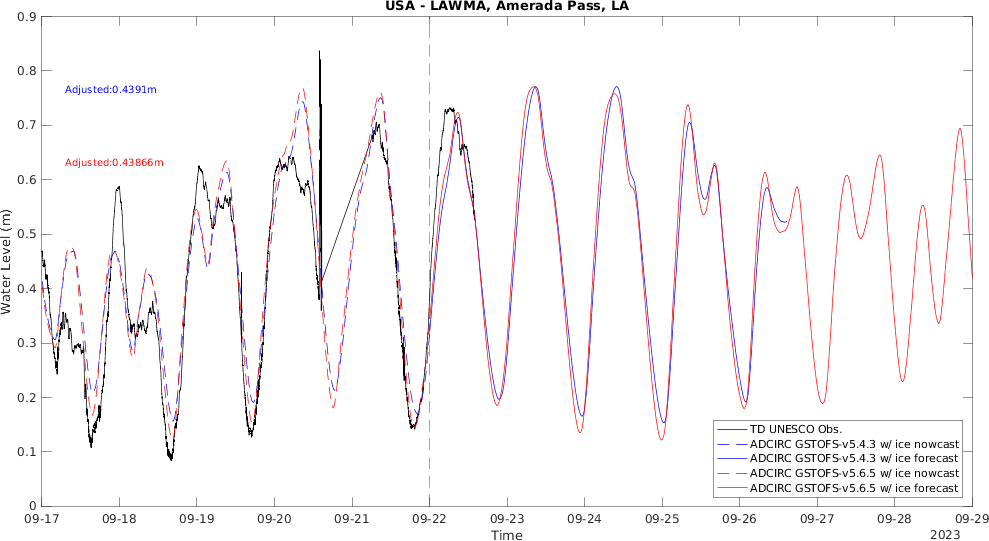 USA - LAWMA, Amerada Pass, LA
0.9
0.8
0.7
0.6
0.5
0.4
0.3
0.2
0.1
0
Water Level (m)
Adjusted:0.4391m
Adjusted:0.43866m
TD UNESCO Obs.
ADCIRC GSTOFS-v5.4.3 w/ ice nowcast
ADCIRC GSTOFS-v5.4.3 w/ ice forecast
ADCIRC GSTOFS-v5.6.5 w/ ice nowcast
ADCIRC GSTOFS-v5.6.5 w/ ice forecast
09-17 09-18 09-19 09-20 09-21 09-22 09-23 09-24 09-25 09-26 09-27 09-28 09-29
Time
2023